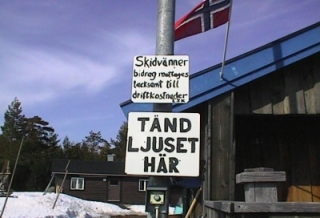 Skidvänner
bidrag mottages
tacksamt till
driftkostnader
TÄND
LJUSET
HÄR